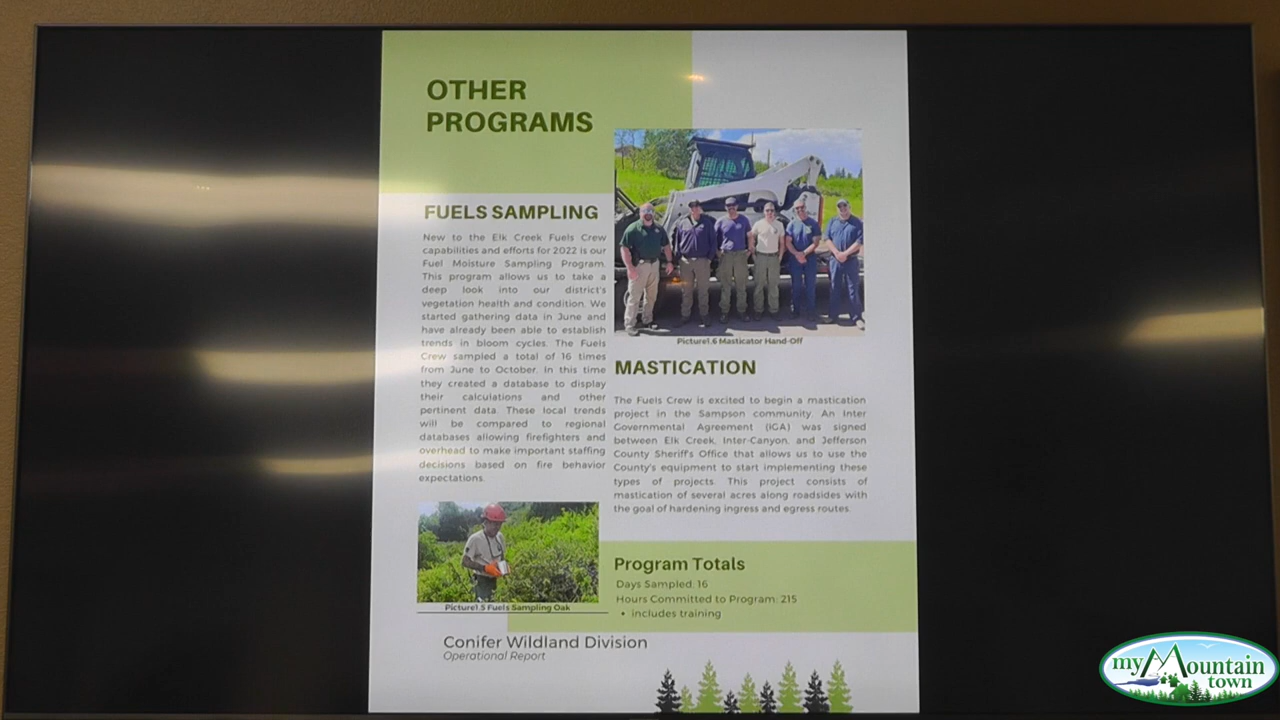 OTHER
PROGRAMS
FUELS SAMPLING
New to the Elk Creek Fuels Crew
capabilities and efforts for 2022 is our
Fuel Moisture Sampling Program.
This program allows us to take a
deep look into our district's
vegetation health and condition. We
started gathering data in June and
have already been able to establish
trends in bloom cycles. The Fuels
Crew sampled a total of 16 times
from June to October. In this time
they created a database to display
their calculations and other
pertinent data. These local trends
will be compared to regional
databases allowing firefighters and
overhead to make important staffing
decisions based on fire behavior
expectations.
Picture1.5 Fuels Sampling Oak
Picture1.6 Masticator Hand-Off
MASTICATION
The Fuels Crew is excited to begin a mastication
project in the Sampson community. An Inter
Governmental Agreement (IGA) was signed
between Elk Creek, Inter-Canyon, and Jefferson
County Sheriff's Office that allows us to use the
County's equipment to start implementing these
types of projects. This project consists of
mastication of several acres along roadsides with
the goal of hardening ingress and egress routes.
Program Totals
Days Sampled: 16
Hours Committed to Program: 215
• includes training
Conifer Wildland Division
Operational Report
my Mountain
town